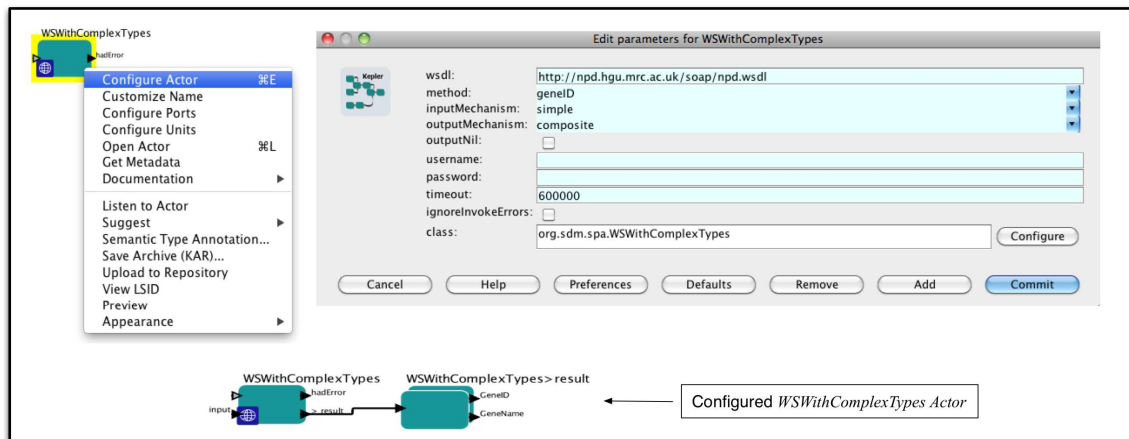 WSWithComplexTypes
hadError
Configure Actor ⌘E
Customize Name
Configure Ports
Configure Units
Open Actor ⌘L
Get Metadata
Documentation
Listen to Actor
Suggest
Semantic Type Annotation...
Save Archive (KAR)...
Upload to Repository
View LSID
Preview
Appearance
Edit parameters for WSWithComplexTypes
Kepler
wsdl: http://npd.hgu.mrc.ac.uk/soap/npd.wsdl
method: geneID
inputMechanism: simple
outputMechanism: composite
outputNil:
username:
password:
timeout: 600000
ignoreInvokeErrors:
class: org.sdm.spa.WSWithComplexTypes Configure
Cancel Help Preferences Defaults Remove Add Commit
WSWithComplexTypes WSWithComplexTypes>result
hadError GeneID
input > result GeneName
Configured WSWithComplexTypes Actor